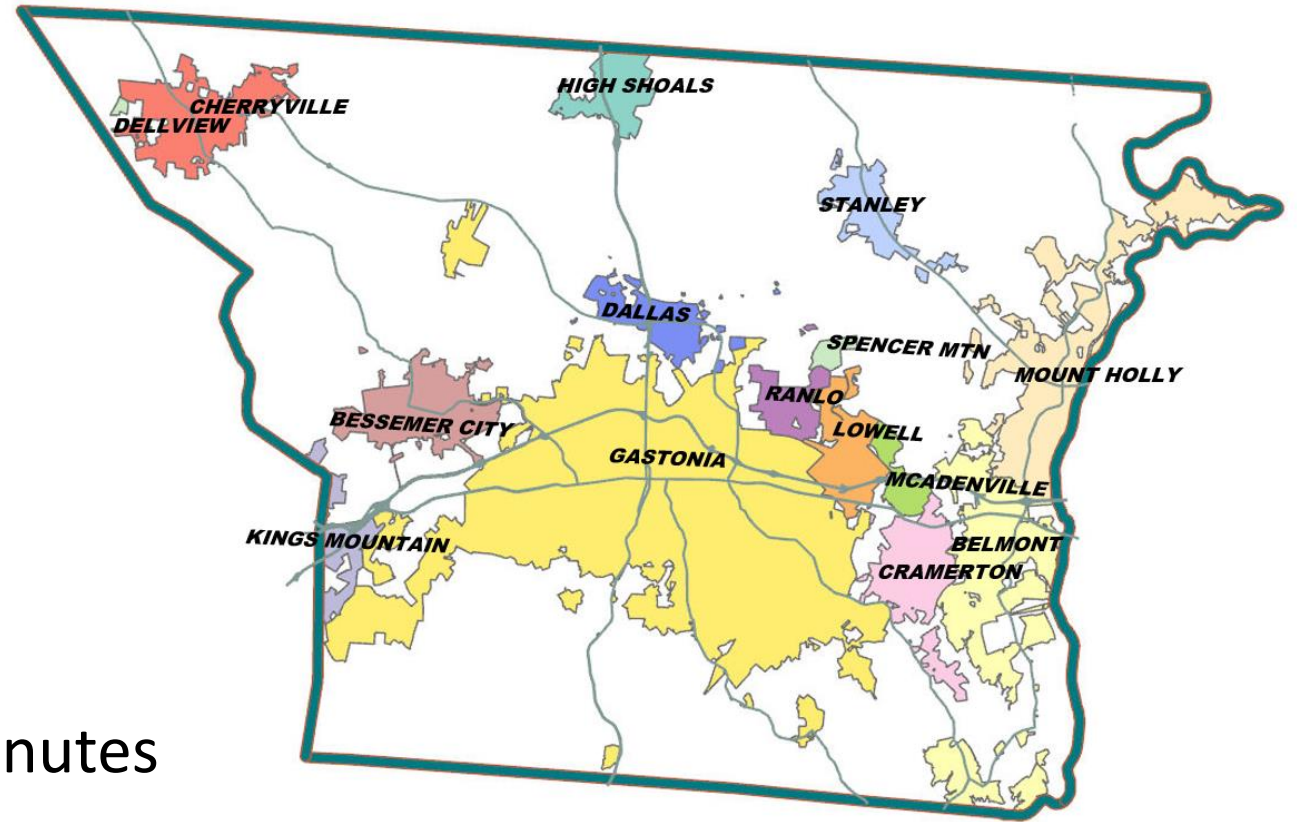 HIGH SHOALS
CHERRYVILLE
DELLVIEW
STANLEY
DALLAS
SPENCER MTN
MOUNT HOLLY
RANLO
BESSEMER CITY
LOWELL
GASTONIA
MCADENVILLE
KINGS MOUNTAIN
BELMONT
CRAMERTON
nutes